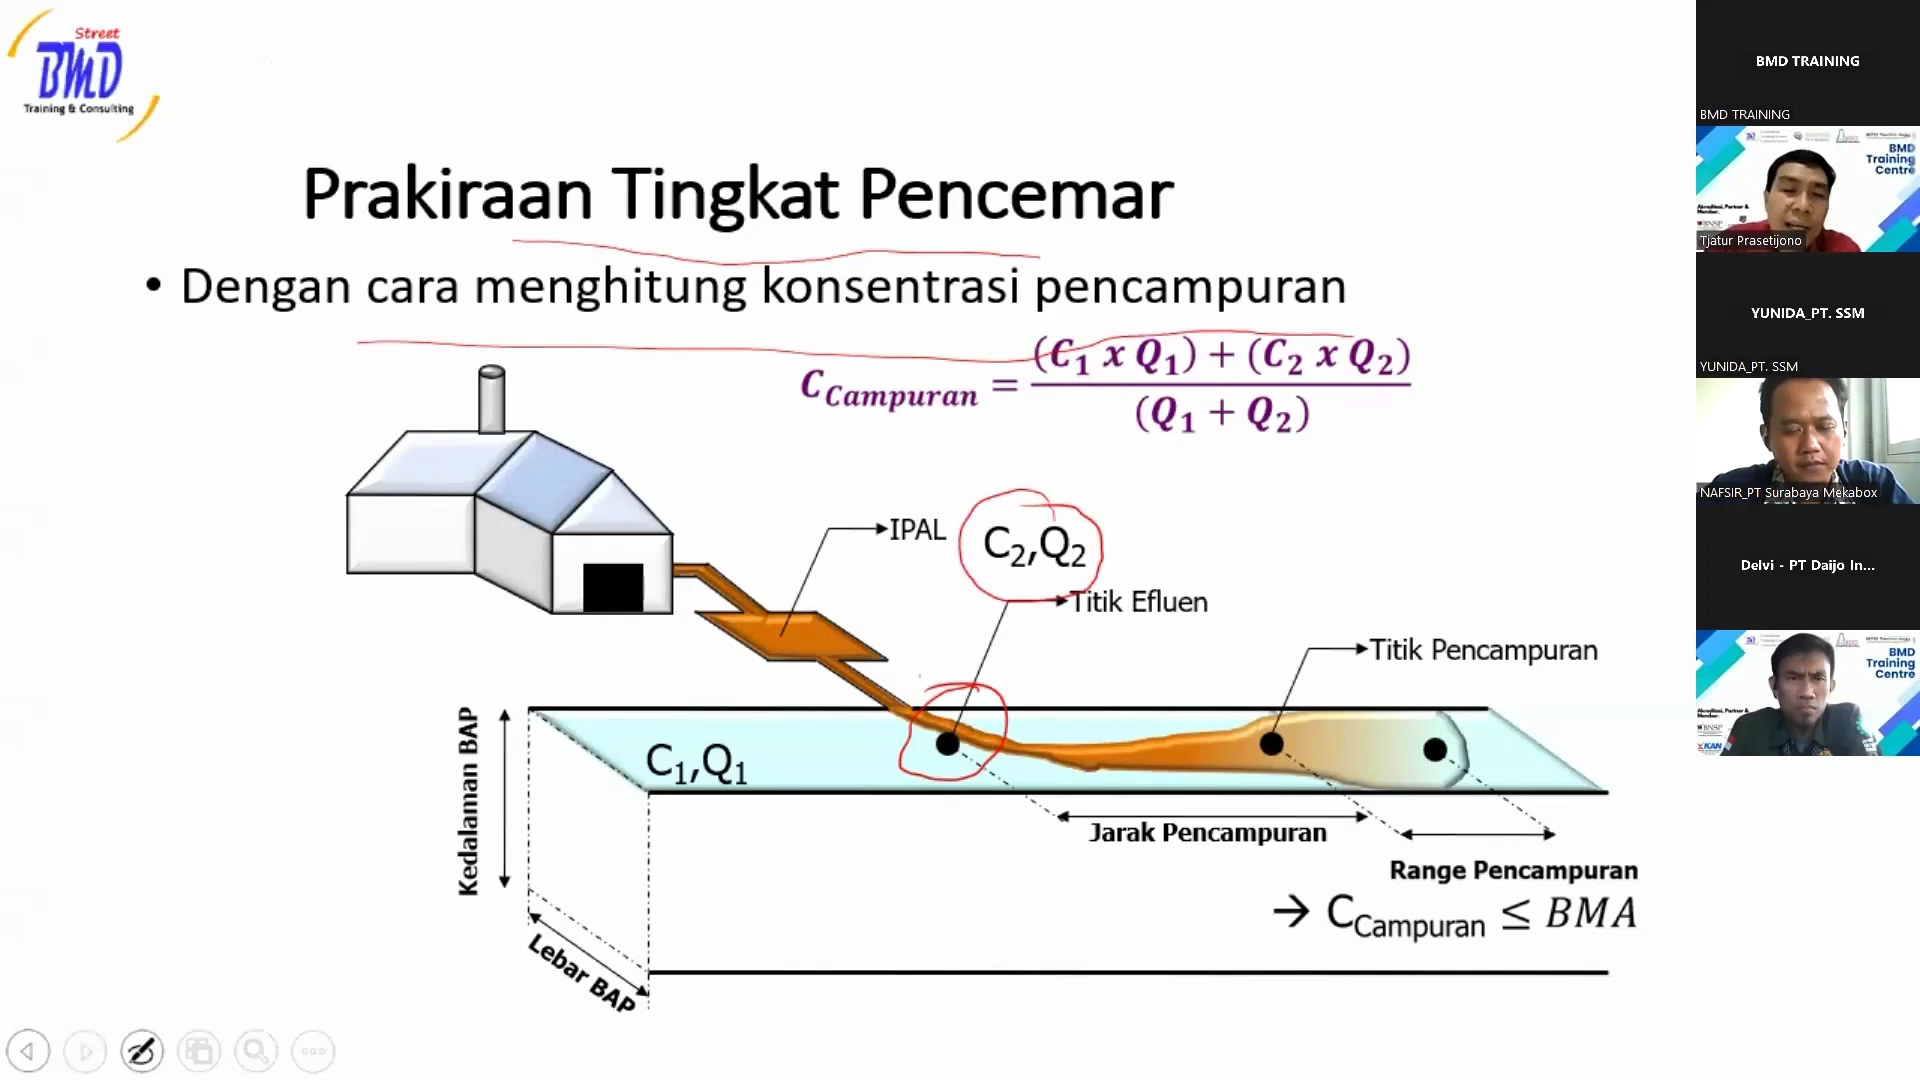 Street
BMD
Training & Consulting
Prakiraan Tingkat Pencemar
• Dengan cara menghitung konsentrasi pencampuran
C_Campuran = (C₁ x Q₁) + (C₂ x Q₂) / (Q₁ + Q₂)
IPAL
C₂,Q₂
Titik Efluen
Titik Pencampuran
C₁,Q₁
Kedalaman BAP
Lebar BAP
Jarak Pencampuran
Range Pencampuran
→ C_Campuran ≤ BMA
BMD TRAINING
BMD TRAINING
BMD
Training
Centre
Tjatur Prasetijono
YUNIDA_PT. SSM
YUNIDA_PT. SSM
NAFSIR_PT Surabaya Mekabox
Delvi - PT Daijo In...
BMD
Training
Centre
KAN